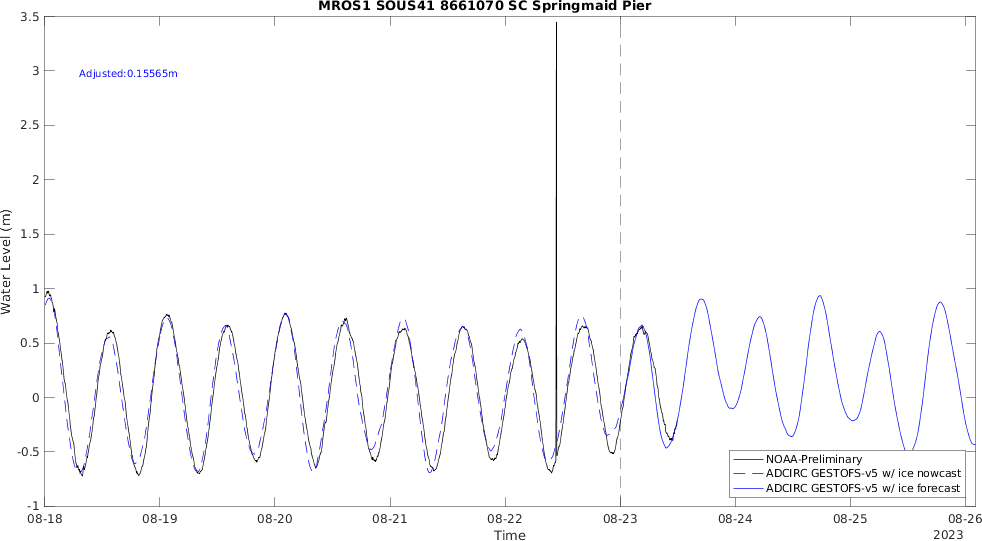 MROS1 SOUS41 8661070 SC Springmaid Pier
3.5
3
2.5
2
1.5
1
0.5
0
-0.5
-1
Water Level (m)
Adjusted:0.15565m
NOAA-Preliminary
ADCIRC GESTOFS-v5 w/ ice nowcast
ADCIRC GESTOFS-v5 w/ ice forecast
08-18 08-19 08-20 08-21 08-22 08-23 08-24 08-25 08-26
Time
2023